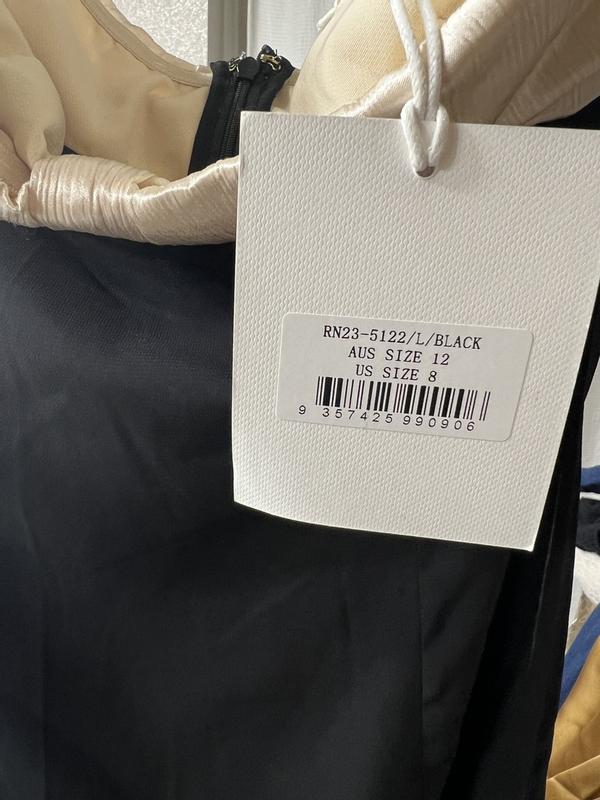 RN23-5122/L/BLACK
AUS SIZE 12
US SIZE 8
9 357425 990906